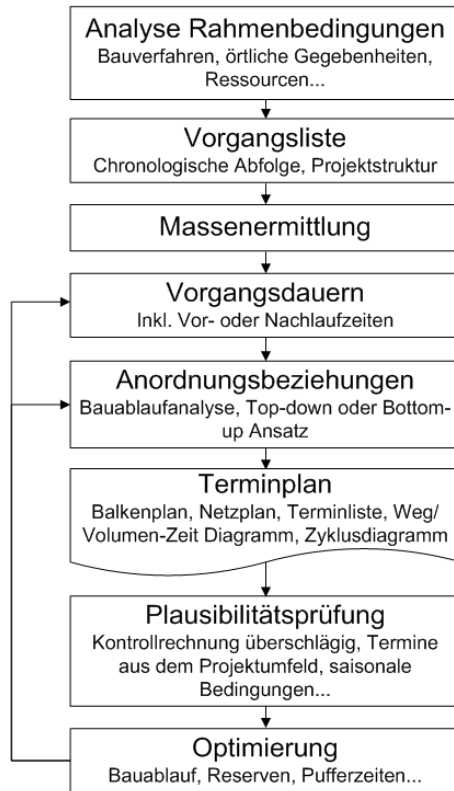 Analyse Rahmenbedingungen
Bauverfahren, örtliche Gegebenheiten,
Ressourcen...
Vorgangsliste
Chronologische Abfolge, Projektstruktur
Massenermittlung
Vorgangsdauern
Inkl. Vor- oder Nachlaufzeiten
Anordnungsbeziehungen
Bauablaufanalyse, Top-down oder Bottom-
up Ansatz
Terminplan
Balkenplan, Netzplan, Terminliste, Weg/
Volumen-Zeit Diagramm, Zyklusdiagramm
Plausibilitätsprüfung
Kontrollrechnung überschlägig, Termine
aus dem Projektumfeld, saisonale
Bedingungen...
Optimierung
Bauablauf, Reserven, Pufferzeiten...